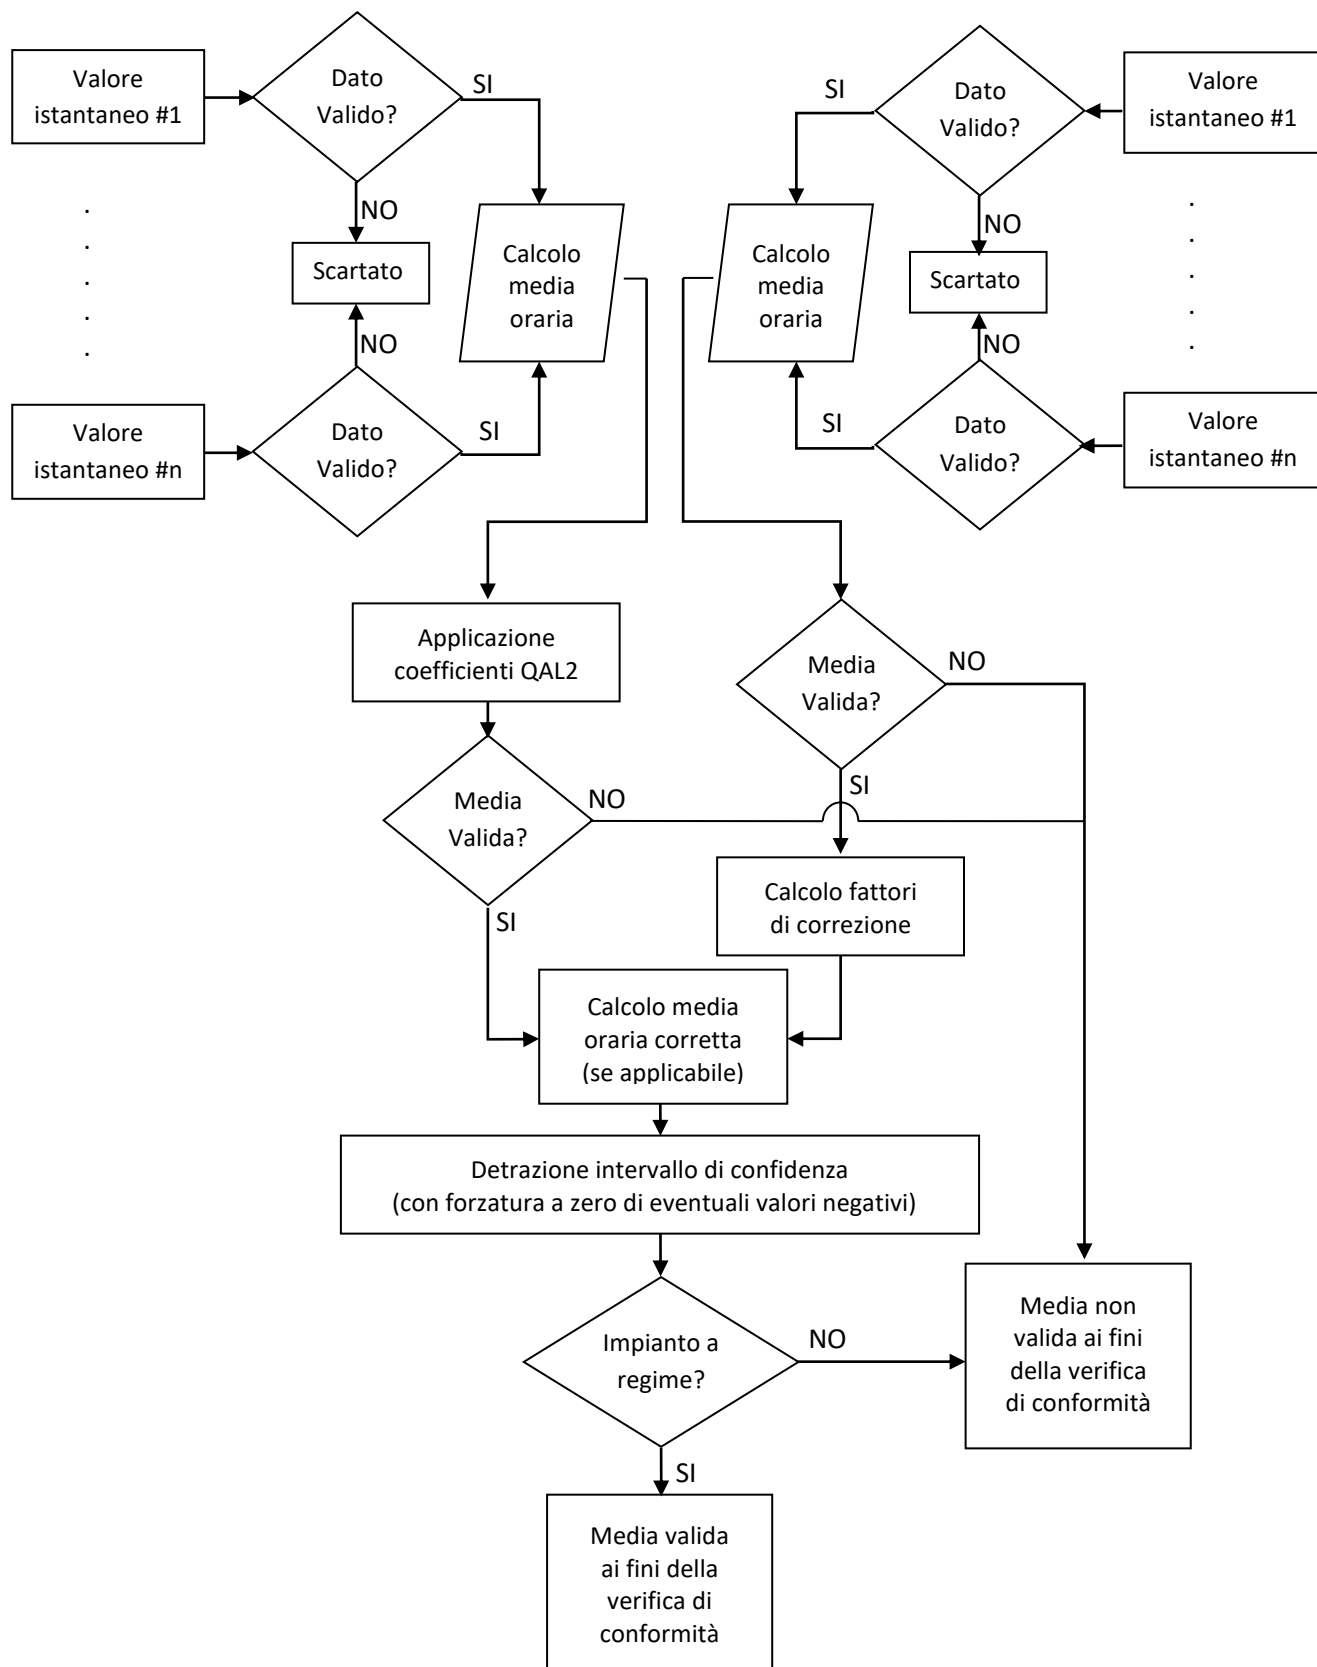 Valore
istantaneo #1
Dato
Valido?
SI
NO
Scartato
.
.
.
.
.
NO
Valore
istantaneo #n
Dato
Valido?
SI
Calcolo
media
oraria
Valore
istantaneo #1
Dato
Valido?
SI
NO
Scartato
.
.
.
.
.
NO
Valore
istantaneo #n
Dato
Valido?
SI
Calcolo
media
oraria
Applicazione
coefficienti QAL2
Media
Valida?
NO
SI
Media
Valida?
NO
SI
Calcolo fattori
di correzione
Calcolo media
oraria corretta
(se applicabile)
Detrazione intervallo di confidenza
(con forzatura a zero di eventuali valori negativi)
Impianto a
regime?
NO
SI
Media non
valida ai fini
della verifica
di conformità
Media valida
ai fini della
verifica di
conformità